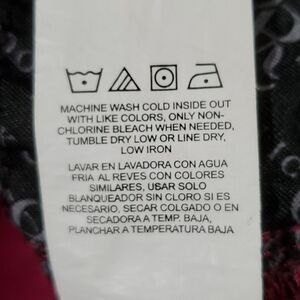 MACHINE WASH COLD INSIDE OUT
WITH LIKE COLORS, ONLY NON-
CHLORINE BLEACH WHEN NEEDED,
TUMBLE DRY LOW OR LINE DRY,
LOW IRON
LAVAR EN LAVADORA CON AGUA
FRIA AL REVES CON COLORES
SIMILARES, USAR SOLO
BLANQUEADOR SIN CLORO SI ES
NECESARIO, SECAR COLGADO O EN
SECADORA A TEMP. BAJA,
PLANCHAR A TEMPERATURA BAJA